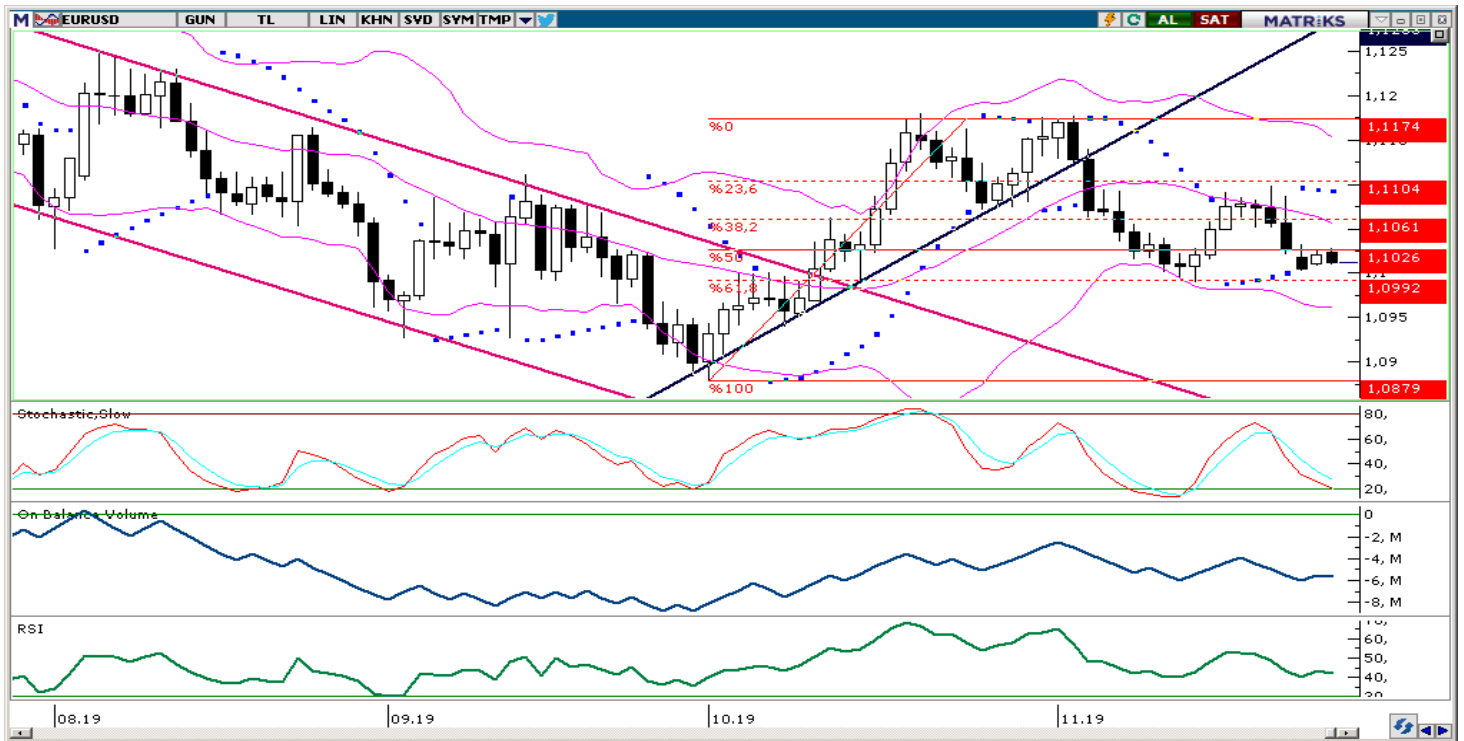 M EURUSD GUN TL LIN KHN SVD SYM TMP AL SAT MATRİKS
1,125
1,12
%0
1,1174
%23,6
1,1104
%38,2
1,1061
%50
1,1026
%61,8
1,0992
1,095
1,09
%100
1,0879
Stochastic,Slow
80,
60,
40,
20,
On Balance Volume
0
-2, M
-4, M
-6, M
-8, M
RSI
60,
50,
40,
08.19 09.19 10.19 11.19